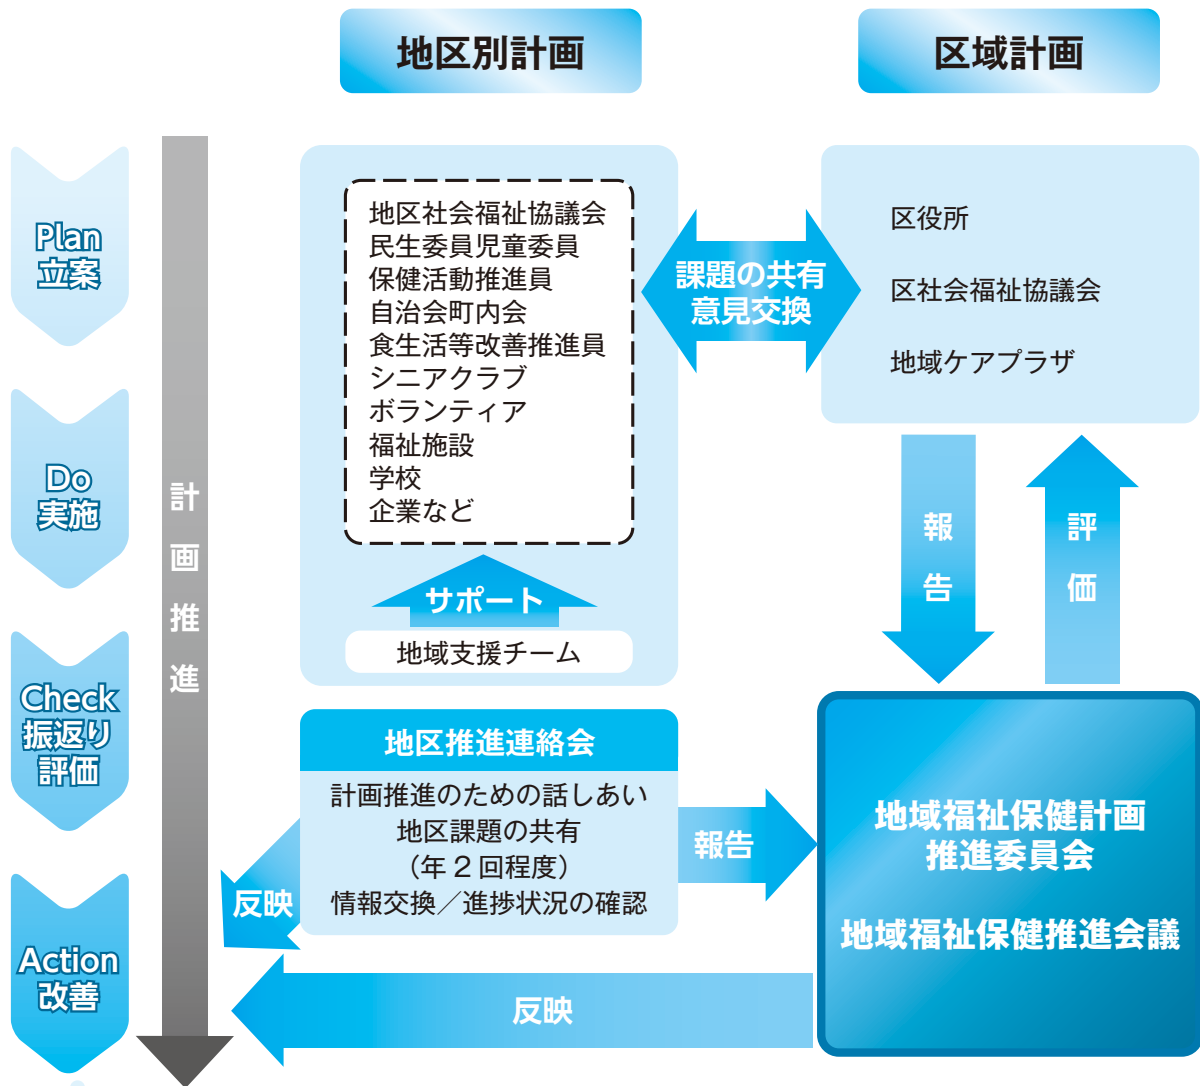 地区別計画
区域計画
Plan
立案
Do
実施
Check
振返り
評価
Action
改善
計画推進
地区社会福祉協議会
民生委員児童委員
保健活動推進員
自治会町内会
食生活等改善推進員
シニアクラブ
ボランティア
福祉施設
学校
企業など
サポート
地域支援チーム
課題の共有
意見交換
区役所
区社会福祉協議会
地域ケアプラザ
報告
評価
地区推進連絡会
計画推進のための話しあい
地区課題の共有
（年２回程度）
情報交換／進捗状況の確認
反映
報告
地域福祉保健計画
推進委員会
地域福祉保健推進会議
反映